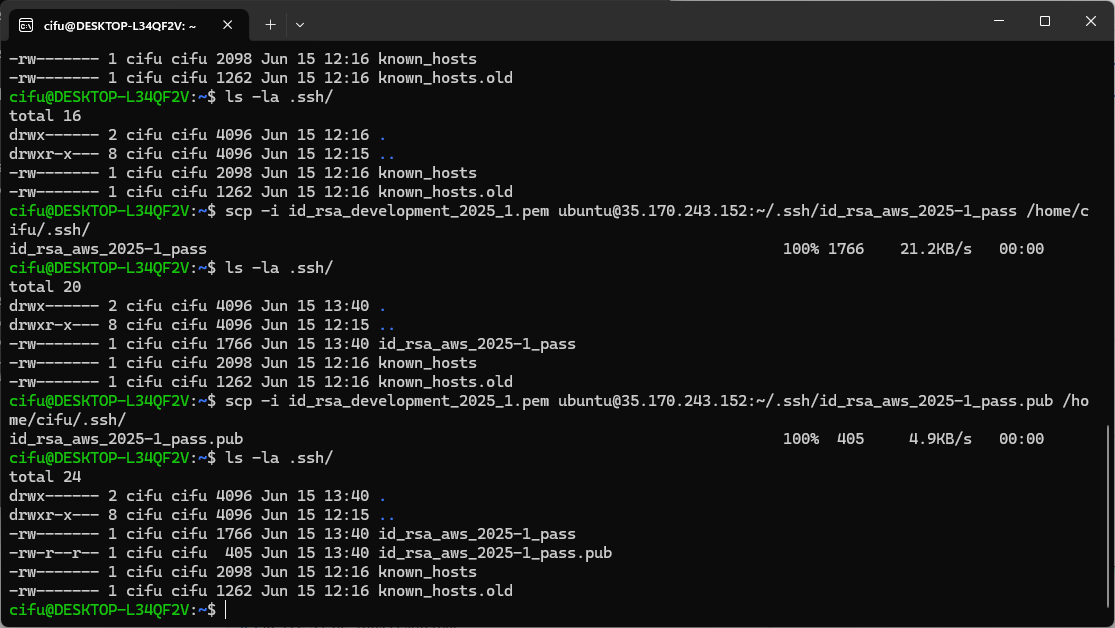 cifu@DESKTOP-L34QF2V: ~
-rw------- 1 cifu cifu 2098 Jun 15 12:16 known_hosts
-rw------- 1 cifu cifu 1262 Jun 15 12:16 known_hosts.old
cifu@DESKTOP-L34QF2V:~$ ls -la .ssh/
total 16
drwx------ 2 cifu cifu 4096 Jun 15 12:16 .
drwxr-x--- 8 cifu cifu 4096 Jun 15 12:15 ..
-rw------- 1 cifu cifu 2098 Jun 15 12:16 known_hosts
-rw------- 1 cifu cifu 1262 Jun 15 12:16 known_hosts.old
cifu@DESKTOP-L34QF2V:~$ scp -i id_rsa_development_2025_1.pem ubuntu@35.170.243.152:~/.ssh/id_rsa_aws_2025-1_pass /home/c
ifu/.ssh/
id_rsa_aws_2025-1_pass 100% 1766 21.2KB/s 00:00
cifu@DESKTOP-L34QF2V:~$ ls -la .ssh/
total 20
drwx------ 2 cifu cifu 4096 Jun 15 13:40 .
drwxr-x--- 8 cifu cifu 4096 Jun 15 12:15 ..
-rw------- 1 cifu cifu 1766 Jun 15 13:40 id_rsa_aws_2025-1_pass
-rw------- 1 cifu cifu 2098 Jun 15 12:16 known_hosts
-rw------- 1 cifu cifu 1262 Jun 15 12:16 known_hosts.old
cifu@DESKTOP-L34QF2V:~$ scp -i id_rsa_development_2025_1.pem ubuntu@35.170.243.152:~/.ssh/id_rsa_aws_2025-1_pass.pub /ho
me/cifu/.ssh/
id_rsa_aws_2025-1_pass.pub 100% 405 4.9KB/s 00:00
cifu@DESKTOP-L34QF2V:~$ ls -la .ssh/
total 24
drwx------ 2 cifu cifu 4096 Jun 15 13:40 .
drwxr-x--- 8 cifu cifu 4096 Jun 15 12:15 ..
-rw------- 1 cifu cifu 1766 Jun 15 13:40 id_rsa_aws_2025-1_pass
-rw-r--r-- 1 cifu cifu  405 Jun 15 13:40 id_rsa_aws_2025-1_pass.pub
-rw------- 1 cifu cifu 2098 Jun 15 12:16 known_hosts
-rw------- 1 cifu cifu 1262 Jun 15 12:16 known_hosts.old
cifu@DESKTOP-L34QF2V:~$